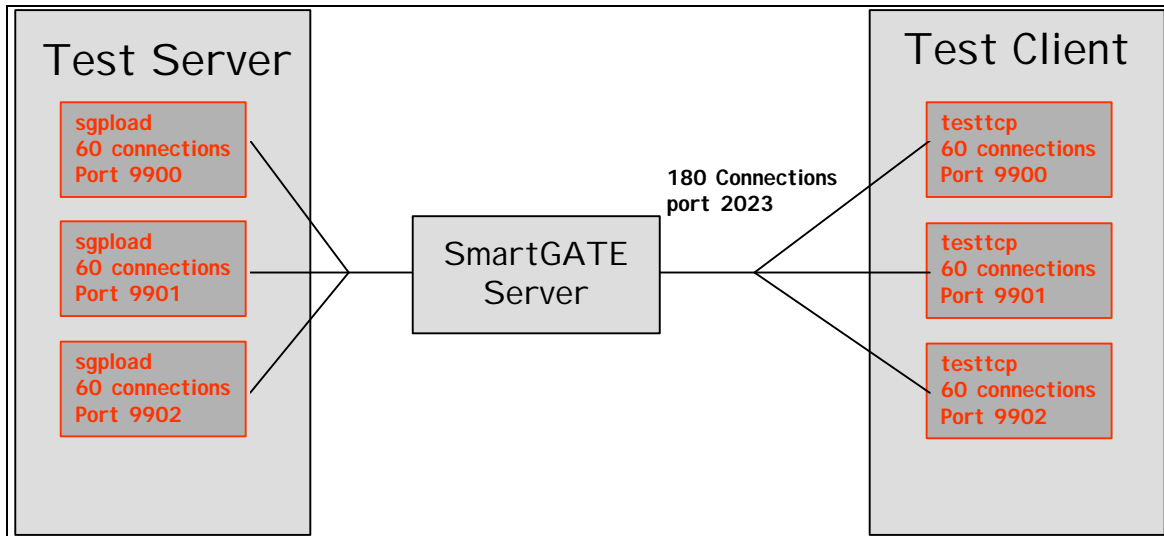 Test Server
sgpload
60 connections
Port 9900
sgpload
60 connections
Port 9901
sgpload
60 connections
Port 9902
SmartGATE
Server
180 Connections
port 2023
Test Client
testtcp
60 connections
Port 9900
testtcp
60 connections
Port 9901
testtcp
60 connections
Port 9902